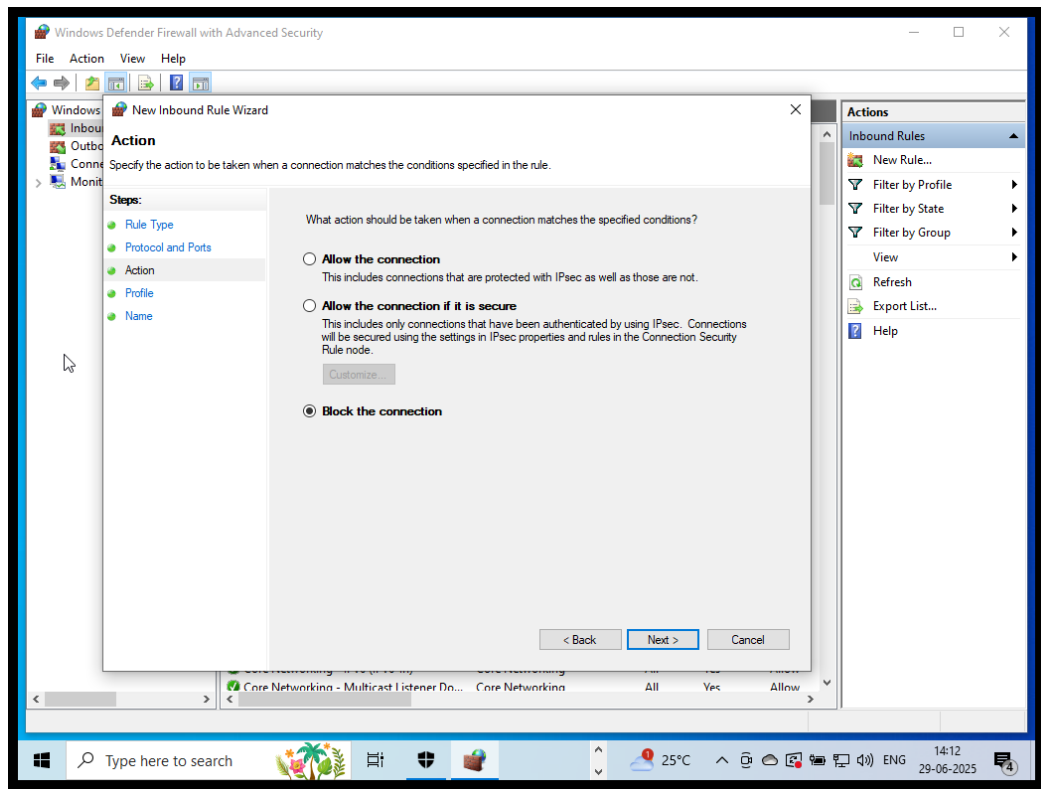 Windows Defender Firewall with Advanced Security
File Action View Help
Windows
Inbou
Outbo
Conne
Monit
New Inbound Rule Wizard
Action
Specify the action to be taken when a connection matches the conditions specified in the rule.
Steps:
Rule Type
Protocol and Ports
Action
Profile
Name
What action should be taken when a connection matches the specified conditions?
Allow the connection
This includes connections that are protected with IPsec as well as those are not.
Allow the connection if it is secure
This includes only connections that have been authenticated by using IPsec. Connections
will be secured using the settings in IPsec properties and rules in the Connection Security
Rule node.
Customize...
Block the connection
< Back Next > Cancel
Actions
Inbound Rules
New Rule...
Filter by Profile
Filter by State
Filter by Group
View
Refresh
Export List...
Help
Core Networking - Multicast Listener Do... Core Networking All Yes Allow
Type here to search
9
25°C
ENG
14:12
29-06-2025
4